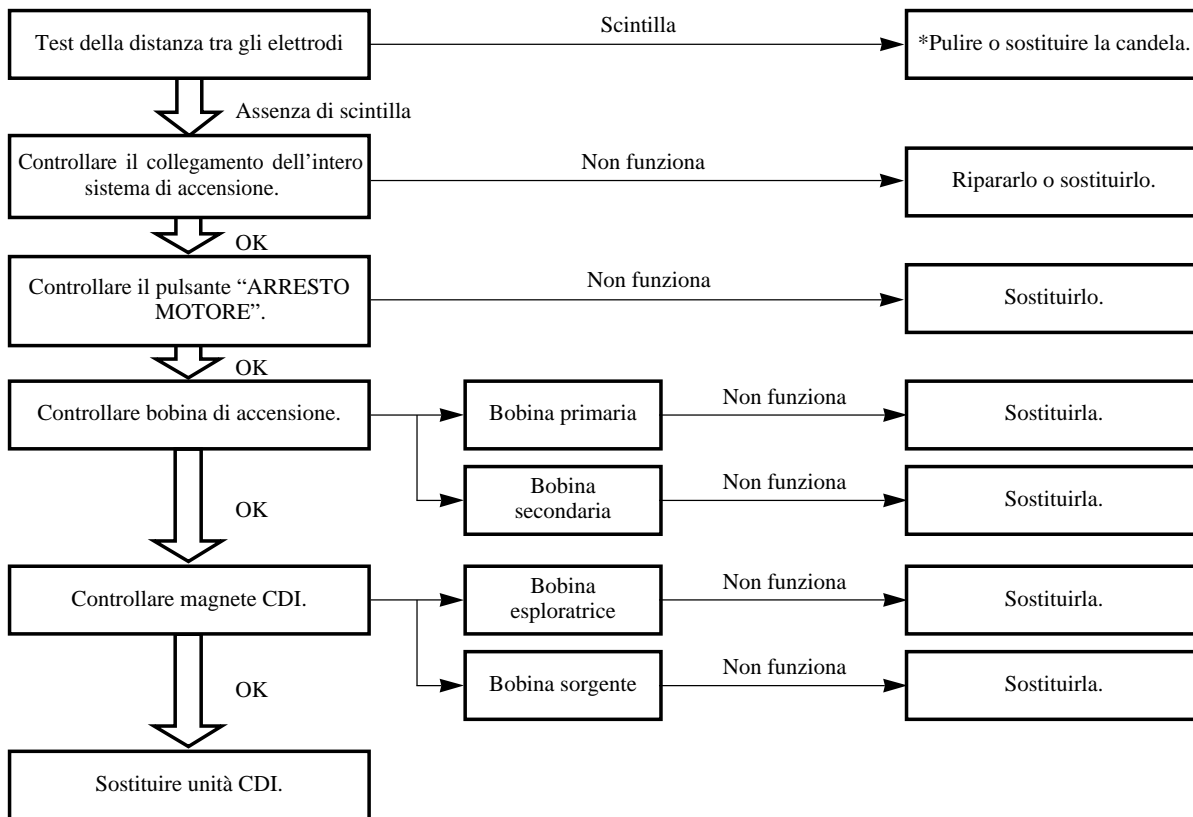 Test della distanza tra gli elettrodi
Scintilla
*Pulire o sostituire la candela.
Assenza di scintilla
Controllare il collegamento dell’intero
sistema di accensione.
Non funziona
Ripararlo o sostituirlo.
OK
Controllare il pulsante “ARRESTO
MOTORE”.
Non funziona
Sostituirlo.
OK
Controllare bobina di accensione.
Bobina primaria
Non funziona
Sostituirla.
Bobina
secondaria
Non funziona
Sostituirla.
OK
Controllare magnete CDI.
Bobina
esploratrice
Non funziona
Sostituirla.
Bobina sorgente
Non funziona
Sostituirla.
OK
Sostituire unità CDI.